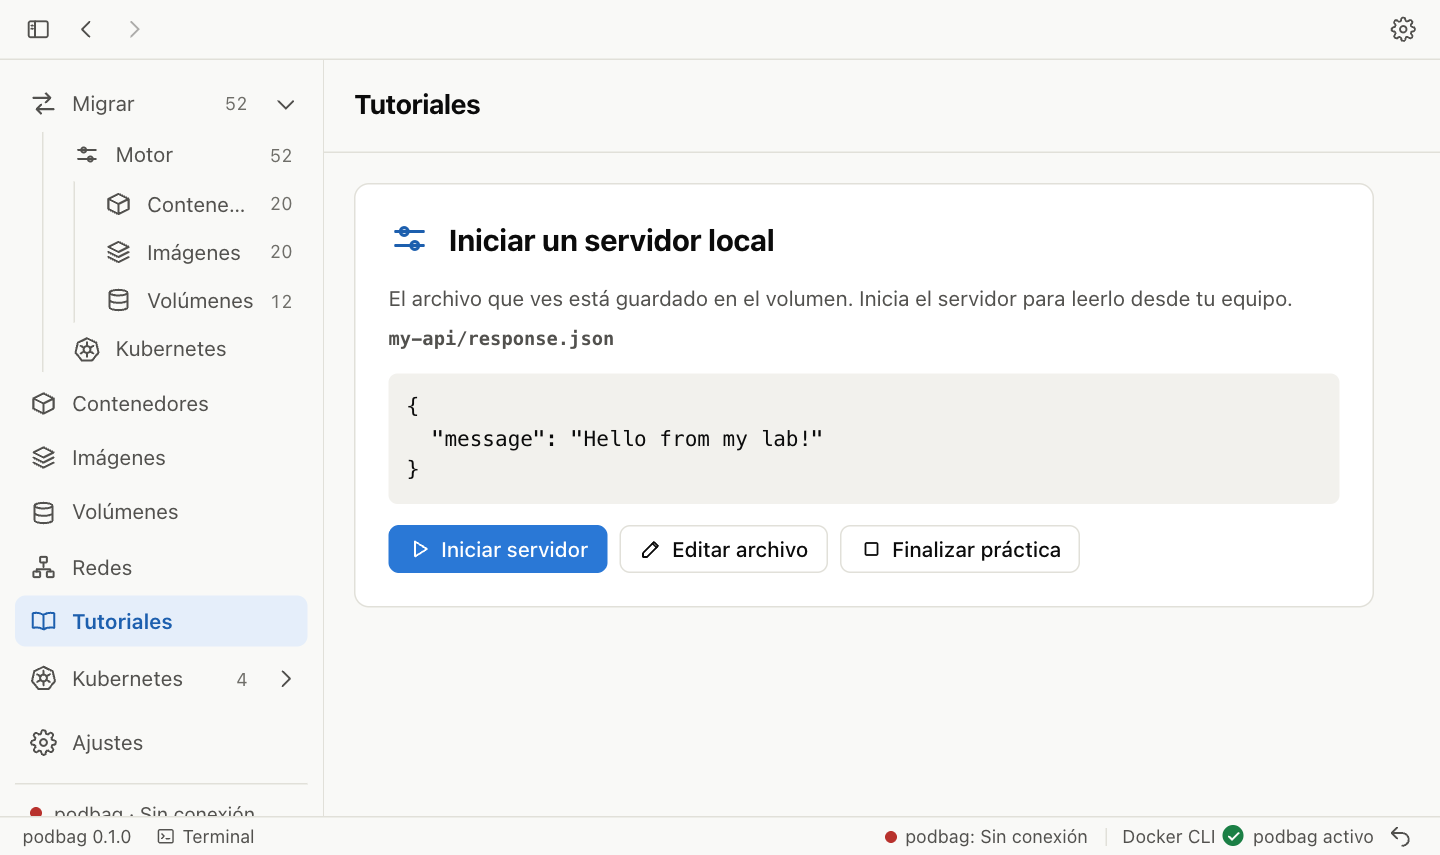 Migrar 52
Motor 52
Contene... 20
Imágenes 20
Volúmenes 12
Kubernetes
Contenedores
Imágenes
Volúmenes
Redes
Tutoriales
Kubernetes 4
Ajustes
podbag · Sin conexión
Tutoriales
Iniciar un servidor local
El archivo que ves está guardado en el volumen. Inicia el servidor para leerlo desde tu equipo.
my-api/response.json
{
"message": "Hello from my lab!"
}
Iniciar servidor
Editar archivo
Finalizar práctica
podbag 0.1.0
Terminal
podbag: Sin conexión
Docker CLI
podbag activo